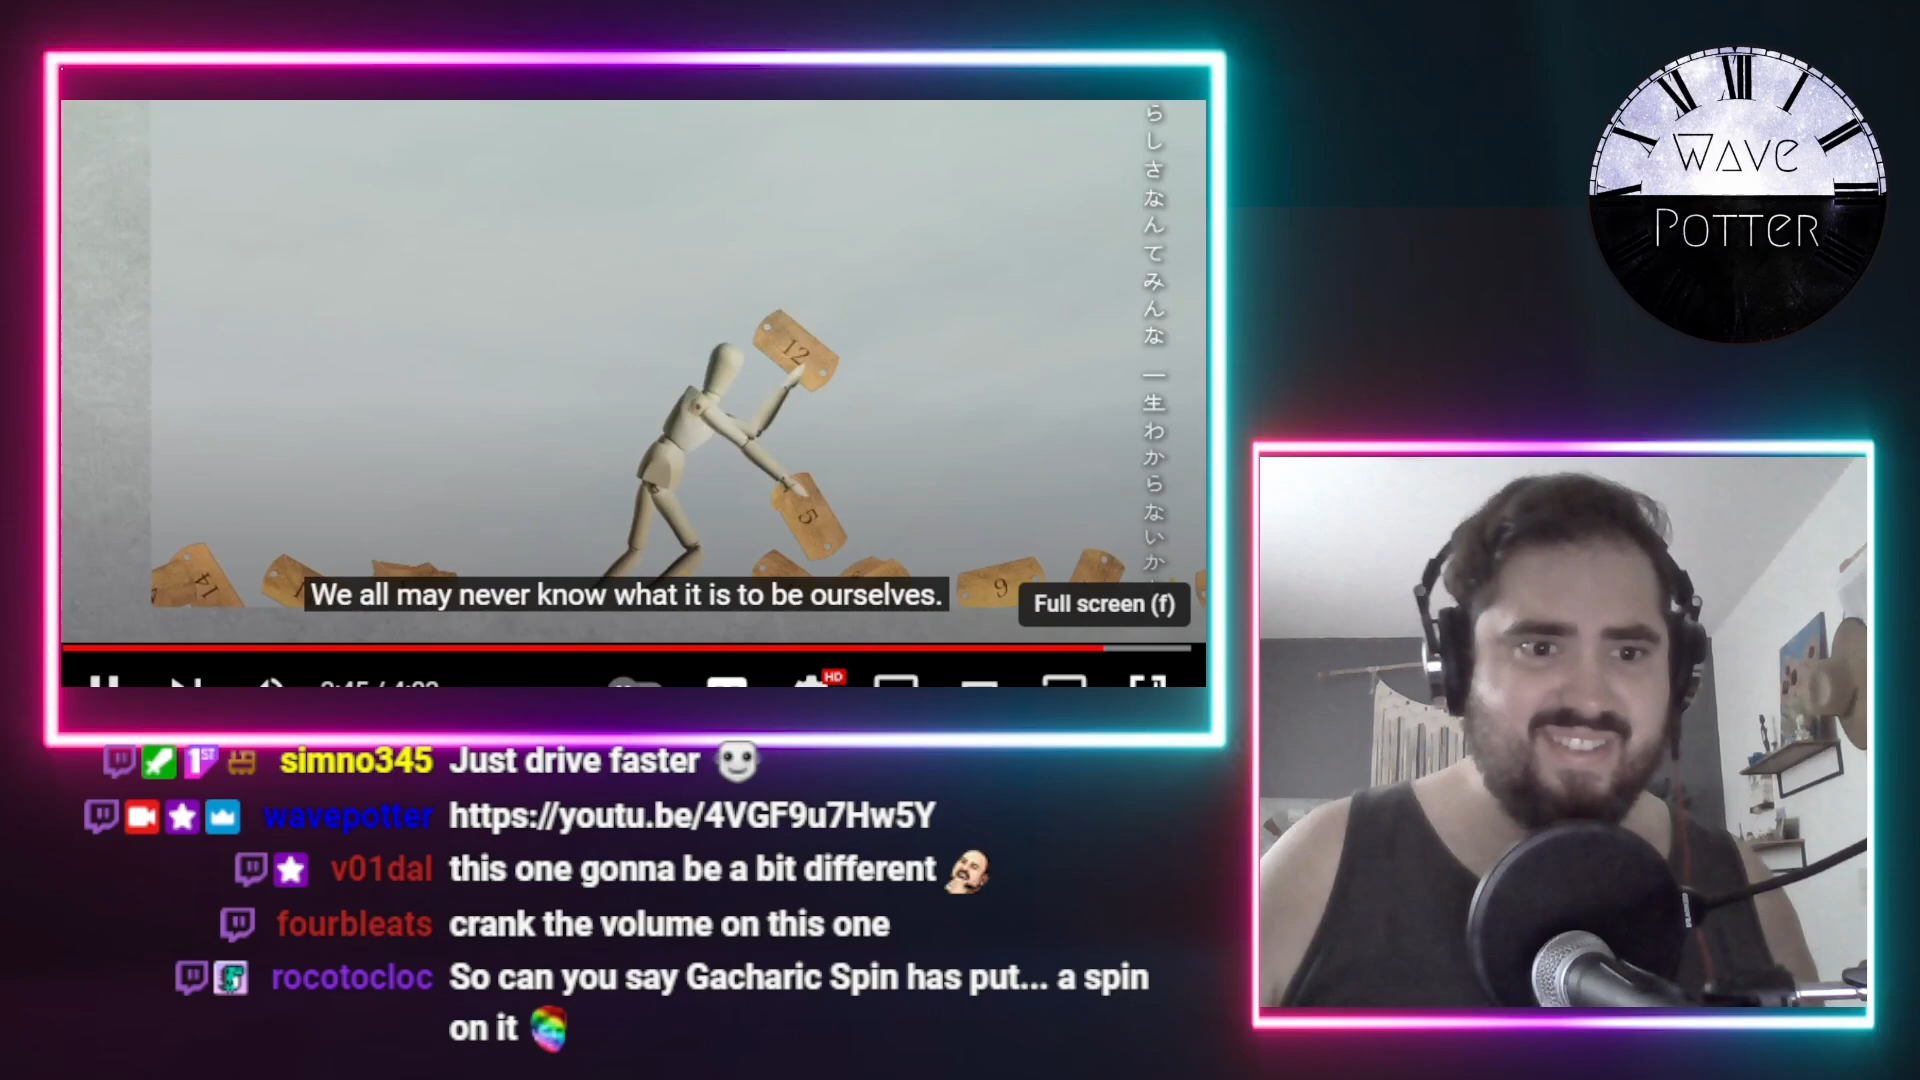 WAVE
POTTER
らしさなんてみんな 一生わからないか
12
5
14
9
We all may never know what it is to be ourselves.
Full screen (f)
HD
simno345 Just drive faster
wavepotter https://youtu.be/4VGF9u7Hw5Y
v01dal this one gonna be a bit different
fourbleats crank the volume on this one
1ST
rocotocloc So can you say Gacharic Spin has put... a spin
on it